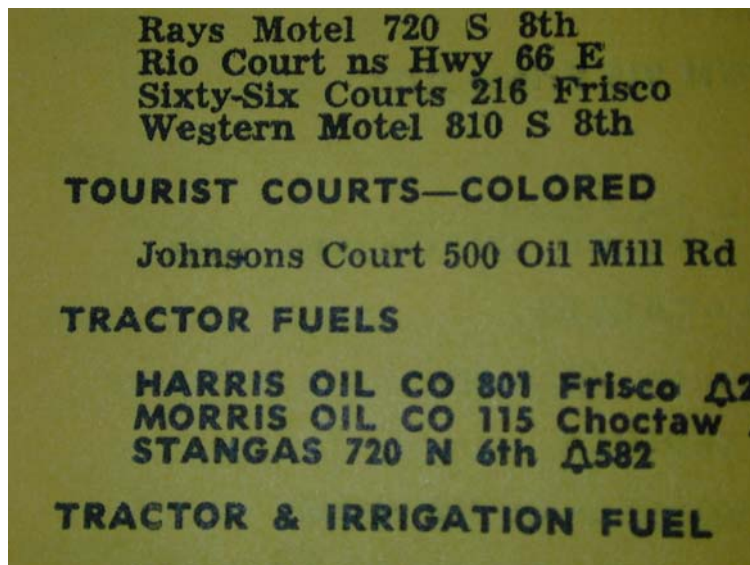 Rays Motel 720 S 8th
Rio Court ns Hwy 66 E
Sixty-Six Courts 216 Frisco
Western Motel 810 S 8th
TOURIST COURTS—COLORED
Johnsons Court 500 Oil Mill Rd
TRACTOR FUELS
HARRIS OIL CO 801 Frisco 2
MORRIS OIL CO 115 Choctaw
STANGAS 720 N 6th 582
TRACTOR & IRRIGATION FUEL